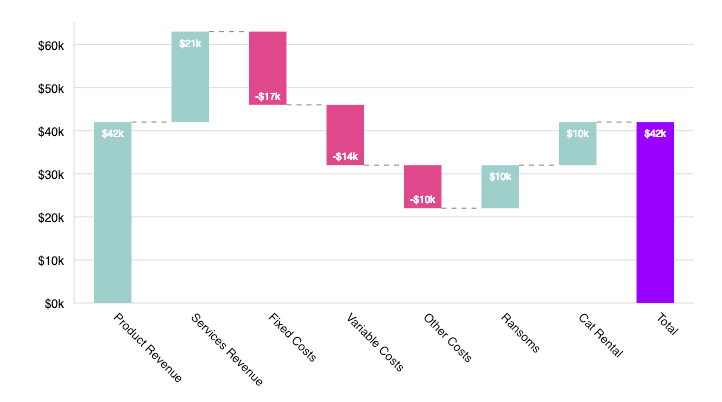 $60k
$50k
$40k
$30k
$20k
$10k
$0k
$42k
$21k
-$17k
-$14k
-$10k
$10k
$10k
$42k
Product Revenue
Services Revenue
Fixed Costs
Variable Costs
Other Costs
Ransoms
Cat Rental
Total